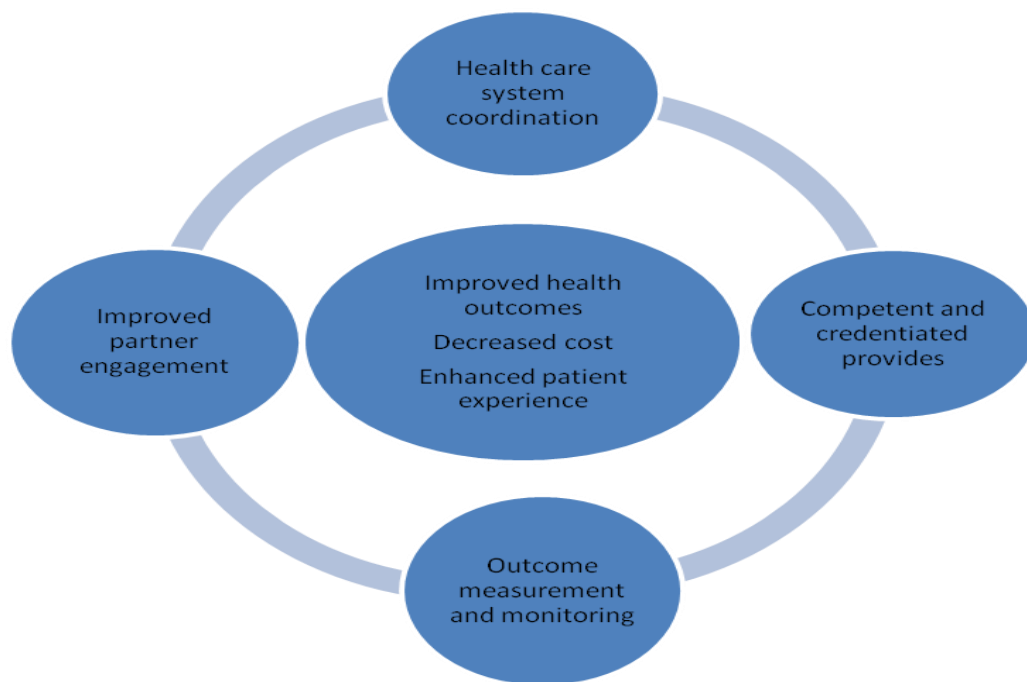 Health care
system
coordination
Improved
partner
engagement
Improved health
outcomes
Decreased cost
Enhanced patient
experience
Competent and
credentiated
provides
Outcome
measurement
and monitoring